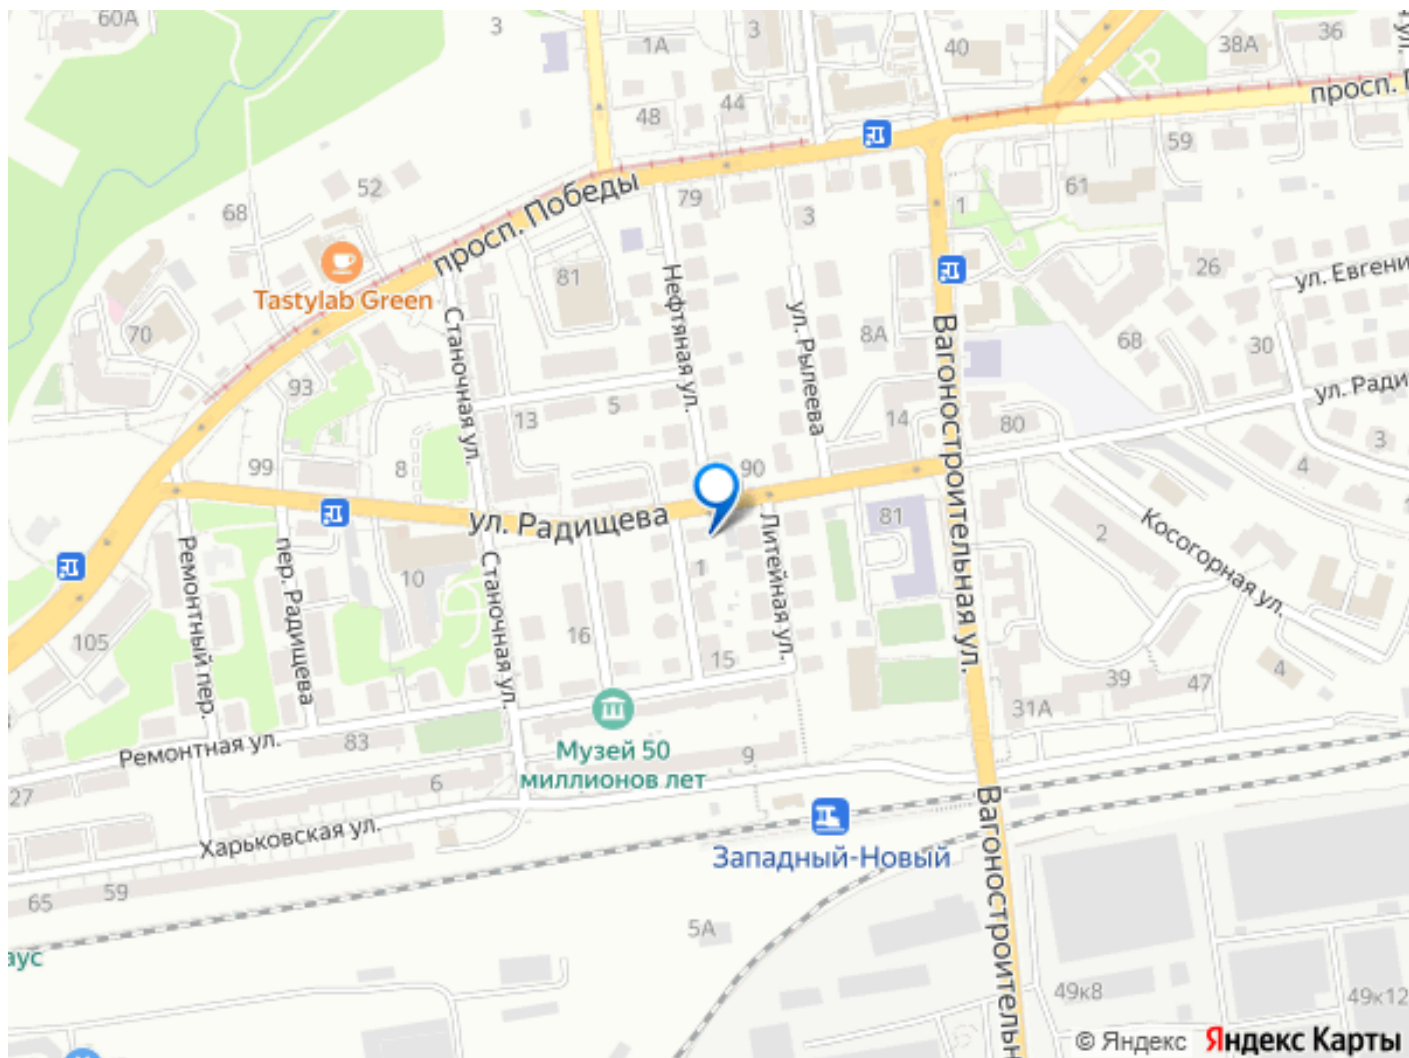 60А
3
1А
3
40
38А
36
просп. П
48
44
59
52
68
просп. Победы
79
3
1
61
26
ул. Евгени
Tastylab Green
81
Нефтяная ул.
ул. Рылеева
8А
Вагоностроительная ул.
68
30
70
Станочная ул.
93
5
13
14
80
ул. Ради
3
4
99
8
90
ул. Радищева
81
2
Косогорная ул.
Ремонтный пер.
пер. Радищева
10
Станочная ул.
1
Литейная ул.
16
15
105
39
47
4
31А
Ремонтная ул.
83
Музей 50
миллионов лет
9
6
27
Харьковская ул.
Западный-Новый
Вагоностроительн
65
59
5А
аус
49к8
49к12
© Яндекс Яндекс Карты